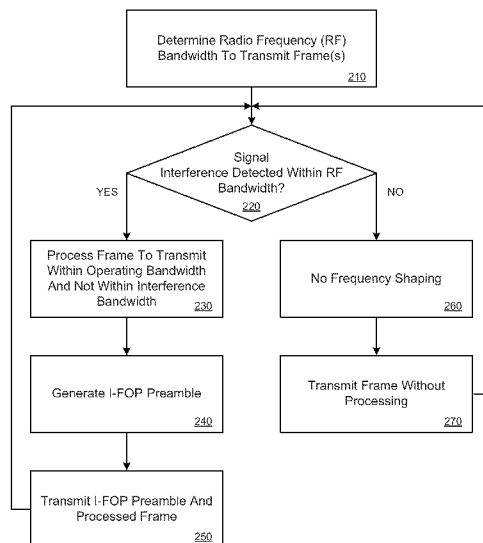 Determine Radio Frequency (RF)
Bandwidth To Transmit Frame(s)
210
Signal
Interference Detected Within RF
Bandwidth?
220
YES
NO
Process Frame To Transmit
Within Operating Bandwidth
And Not Within Interference
Bandwidth
230
No Frequency Shaping
260
Generate I-FOP Preamble
240
Transmit Frame Without
Processing
270
Transmit I-FOP Preamble And
Processed Frame
250